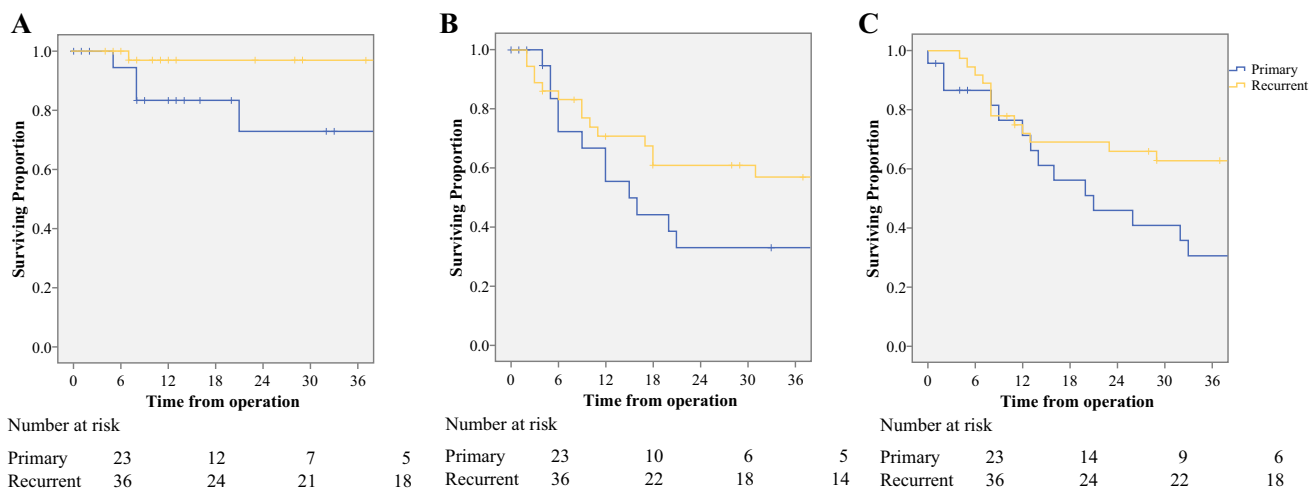 A
Surviving Proportion
1.0
0.8
0.6
0.4
0.2
0.0
0 6 12 18 24 30 36
Time from operation
Number at risk
Primary 23 12 7 5
Recurrent 36 24 21 18
B
Surviving Proportion
1.0
0.8
0.6
0.4
0.2
0.0
0 6 12 18 24 30 36
Time from operation
Number at risk
Primary 23 10 6 5
Recurrent 36 22 18 14
C
Surviving Proportion
1.0
0.8
0.6
0.4
0.2
0.0
0 6 12 18 24 30 36
Time from operation
Primary
Recurrent
Number at risk
Primary 23 14 9 6
Recurrent 36 24 22 18